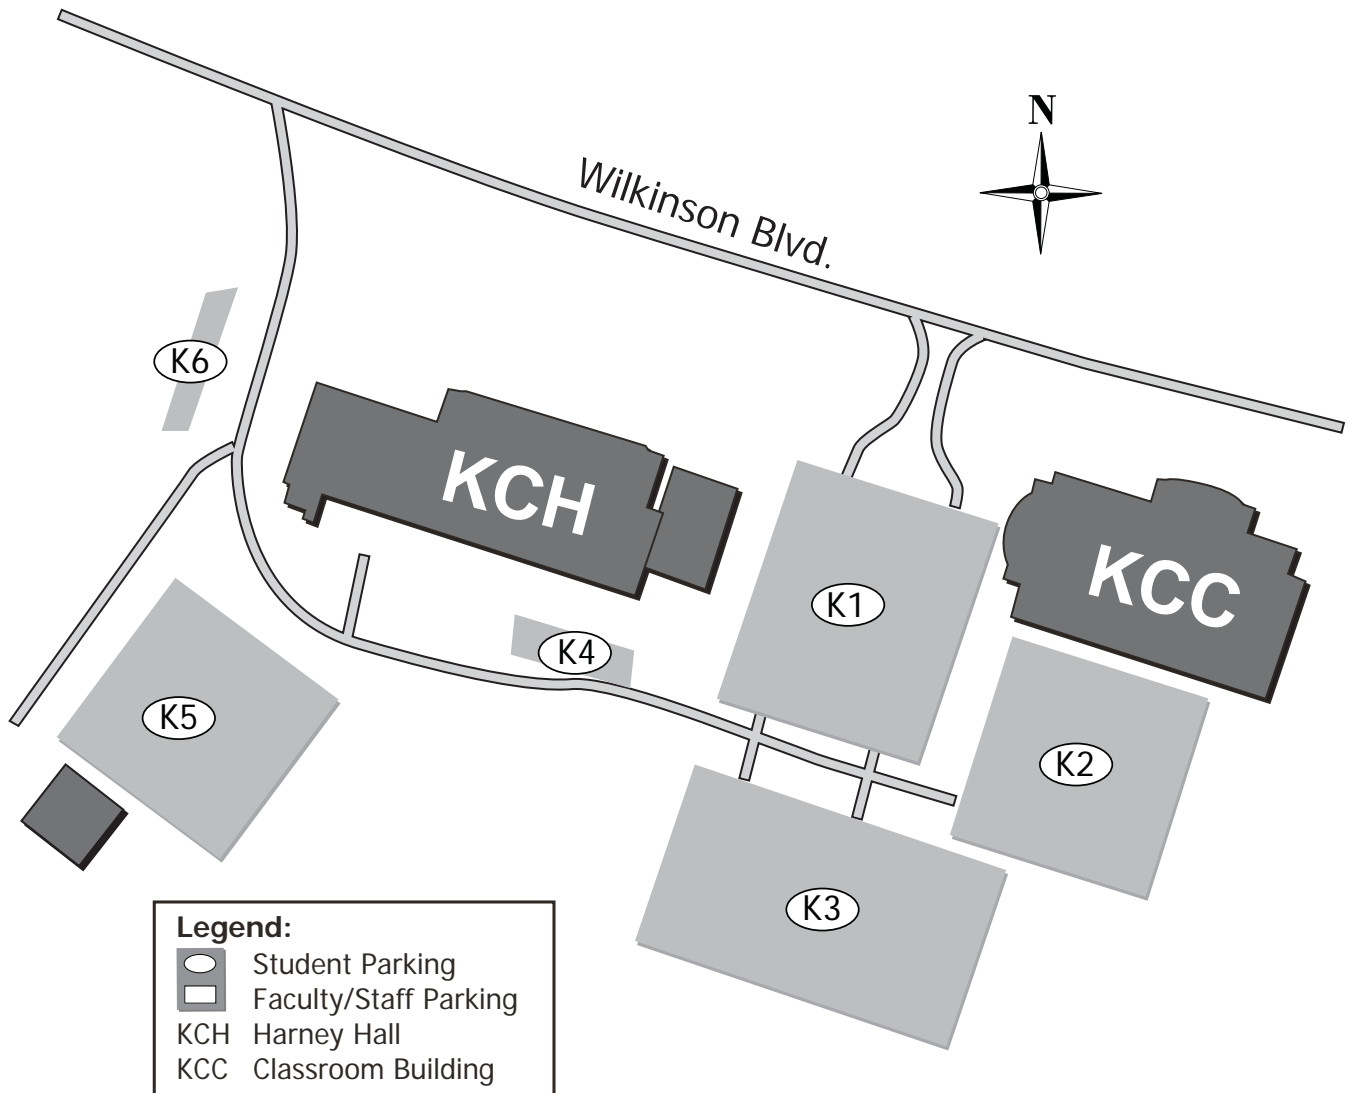 N
Wilkinson Blvd.
K6
KCH
KCC
K1
K4
K5
K2
K3
Legend:
Student Parking
Faculty/Staff Parking
KCH Harney Hall
KCC Classroom Building